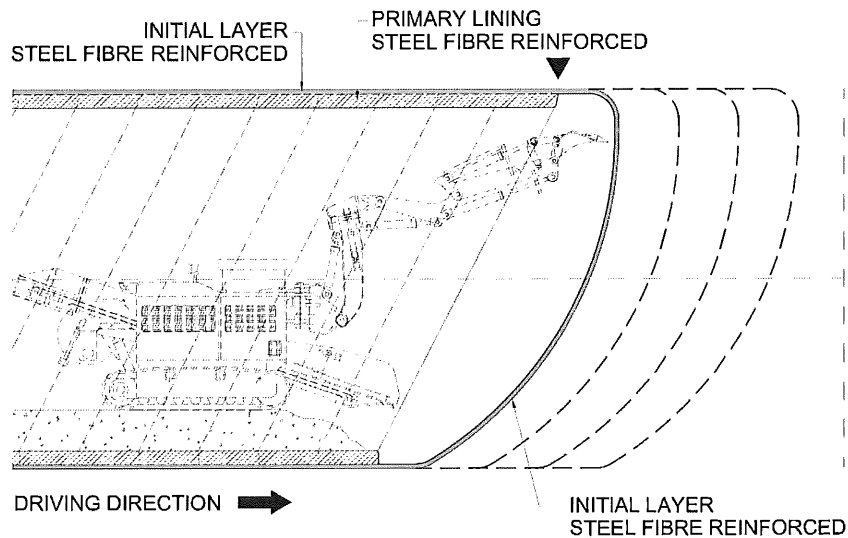 INITIAL LAYER
STEEL FIBRE REINFORCED
PRIMARY LINING
STEEL FIBRE REINFORCED
DRIVING DIRECTION
INITIAL LAYER
STEEL FIBRE REINFORCED